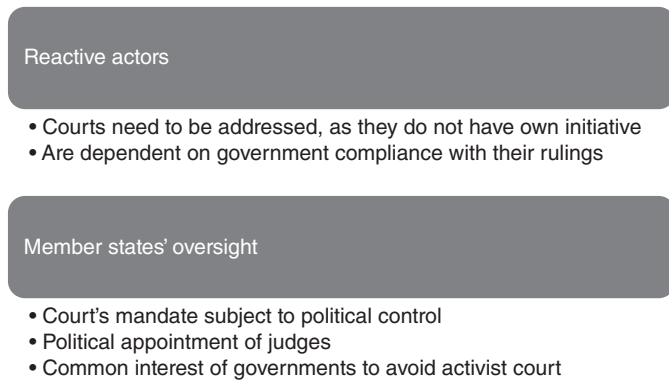 Reactive actors
• Courts need to be addressed, as they do not have own initiative
• Are dependent on government compliance with their rulings
Member states’ oversight
• Court’s mandate subject to political control
• Political appointment of judges
• Common interest of governments to avoid activist court